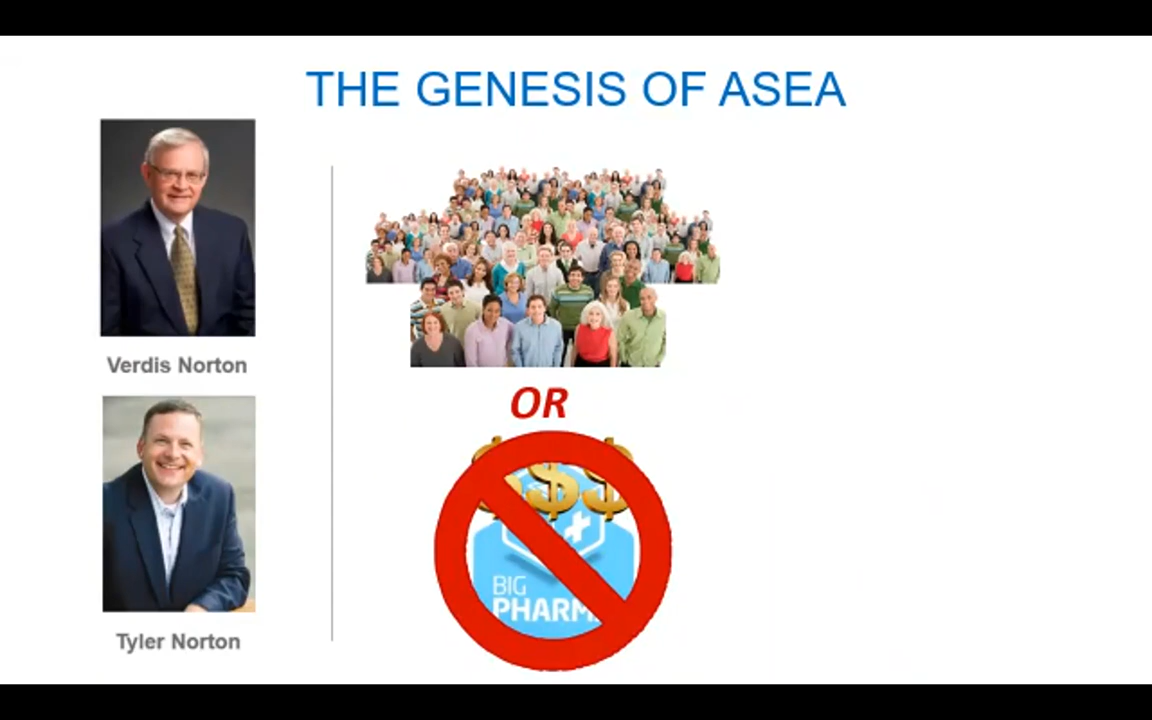 THE GENESIS OF ASEA
Verdis Norton
OR
$$$
BIG
PHARMA
Tyler Norton